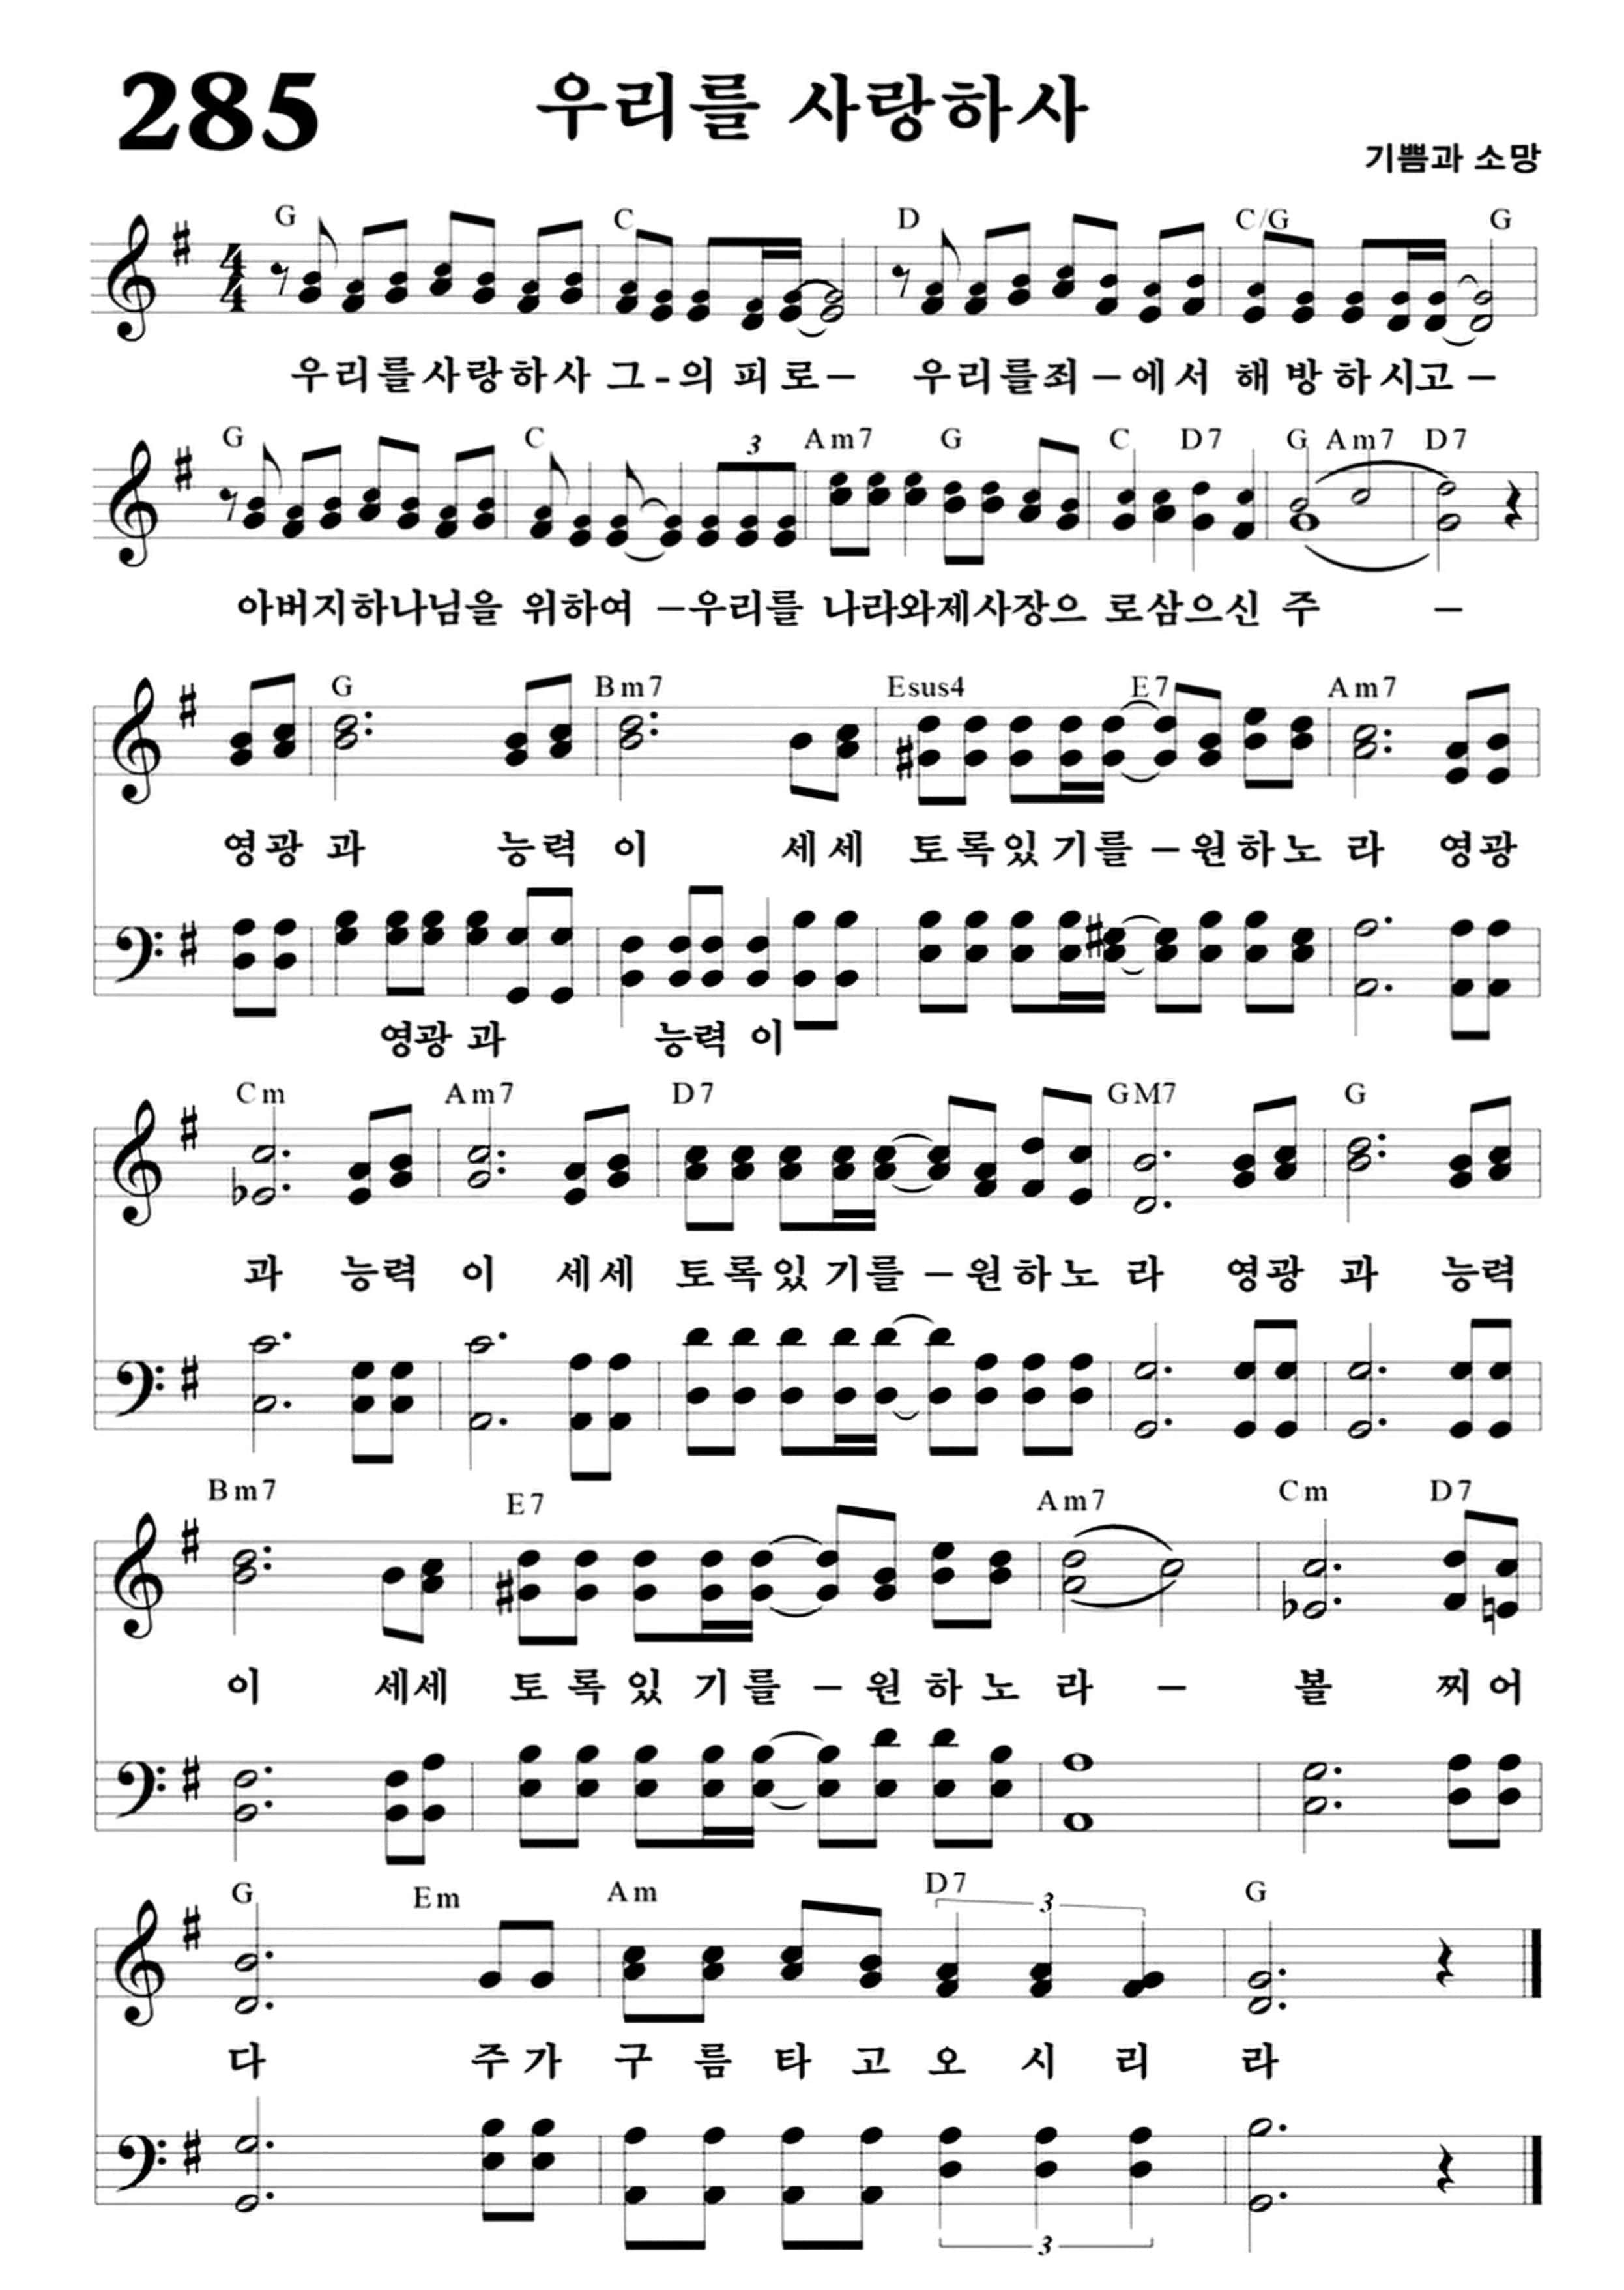 285 우리를 사랑하사
기쁨과 소망
G C D C/G G
우리를사랑하사 그-의 피 로– 우리를죄–에서 해방하시고–
G C 3 Am7 G C D7 G Am7 D7
아버지하나님을 위하여 –우리를 나라와제사장으 로삼으신 주 –
G Bm7 Esus4 E7 Am7
영광 과 능력 이 세세 토록있 기를–원하노 라 영광
영광 과 능력 이
Cm Am7 D7 GM7 G
과 능력 이 세세 토록있 기를–원하노 라 영광 과 능력
Bm7 E7 Am7 Cm D7
이 세세 토 록 있 기 를 – 원 하 노 라 – 볼 찌어
G Em Am D7 3 G
다 주가 구 름 타 고 오 시 리 라
3